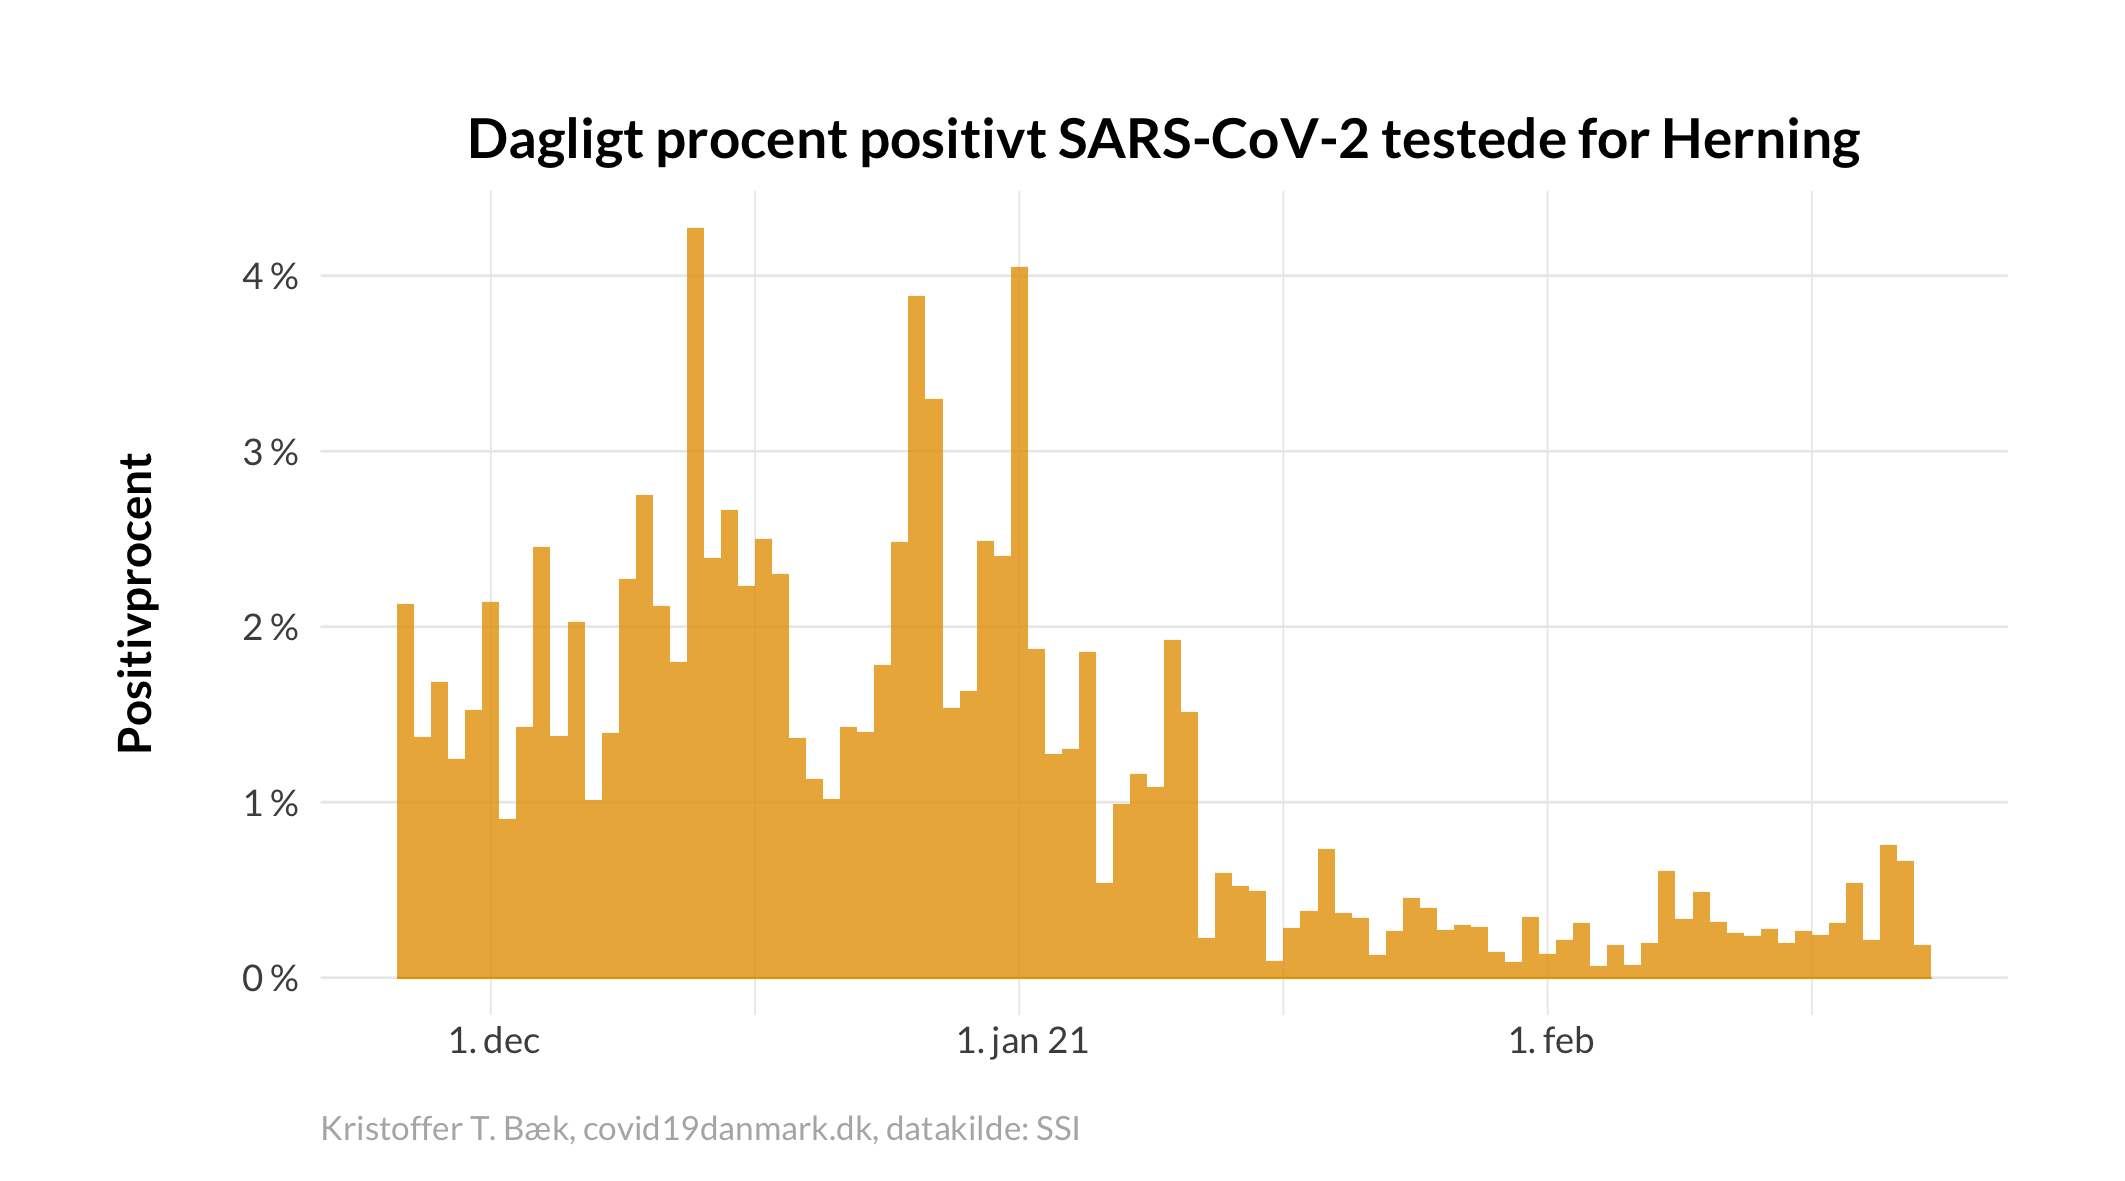 Dagligt procent positivt SARS-CoV-2 testede for Herning
Positivprocent
4 %
3 %
2 %
1 %
0 %
1. dec
1. jan 21
1. feb
Kristoffer T. Bæk, covid19danmark.dk, datakilde: SSI